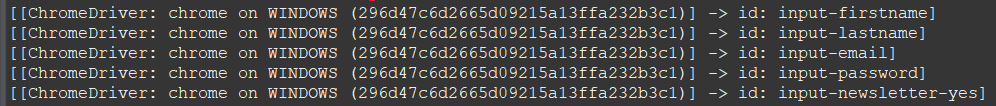 [[ChromeDriver: chrome on WINDOWS (296d47c6d2665d09215a13ffa232b3c1)] -> id: input-firstname]
[[ChromeDriver: chrome on WINDOWS (296d47c6d2665d09215a13ffa232b3c1)] -> id: input-lastname]
[[ChromeDriver: chrome on WINDOWS (296d47c6d2665d09215a13ffa232b3c1)] -> id: input-email]
[[ChromeDriver: chrome on WINDOWS (296d47c6d2665d09215a13ffa232b3c1)] -> id: input-password]
[[ChromeDriver: chrome on WINDOWS (296d47c6d2665d09215a13ffa232b3c1)] -> id: input-newsletter-yes]